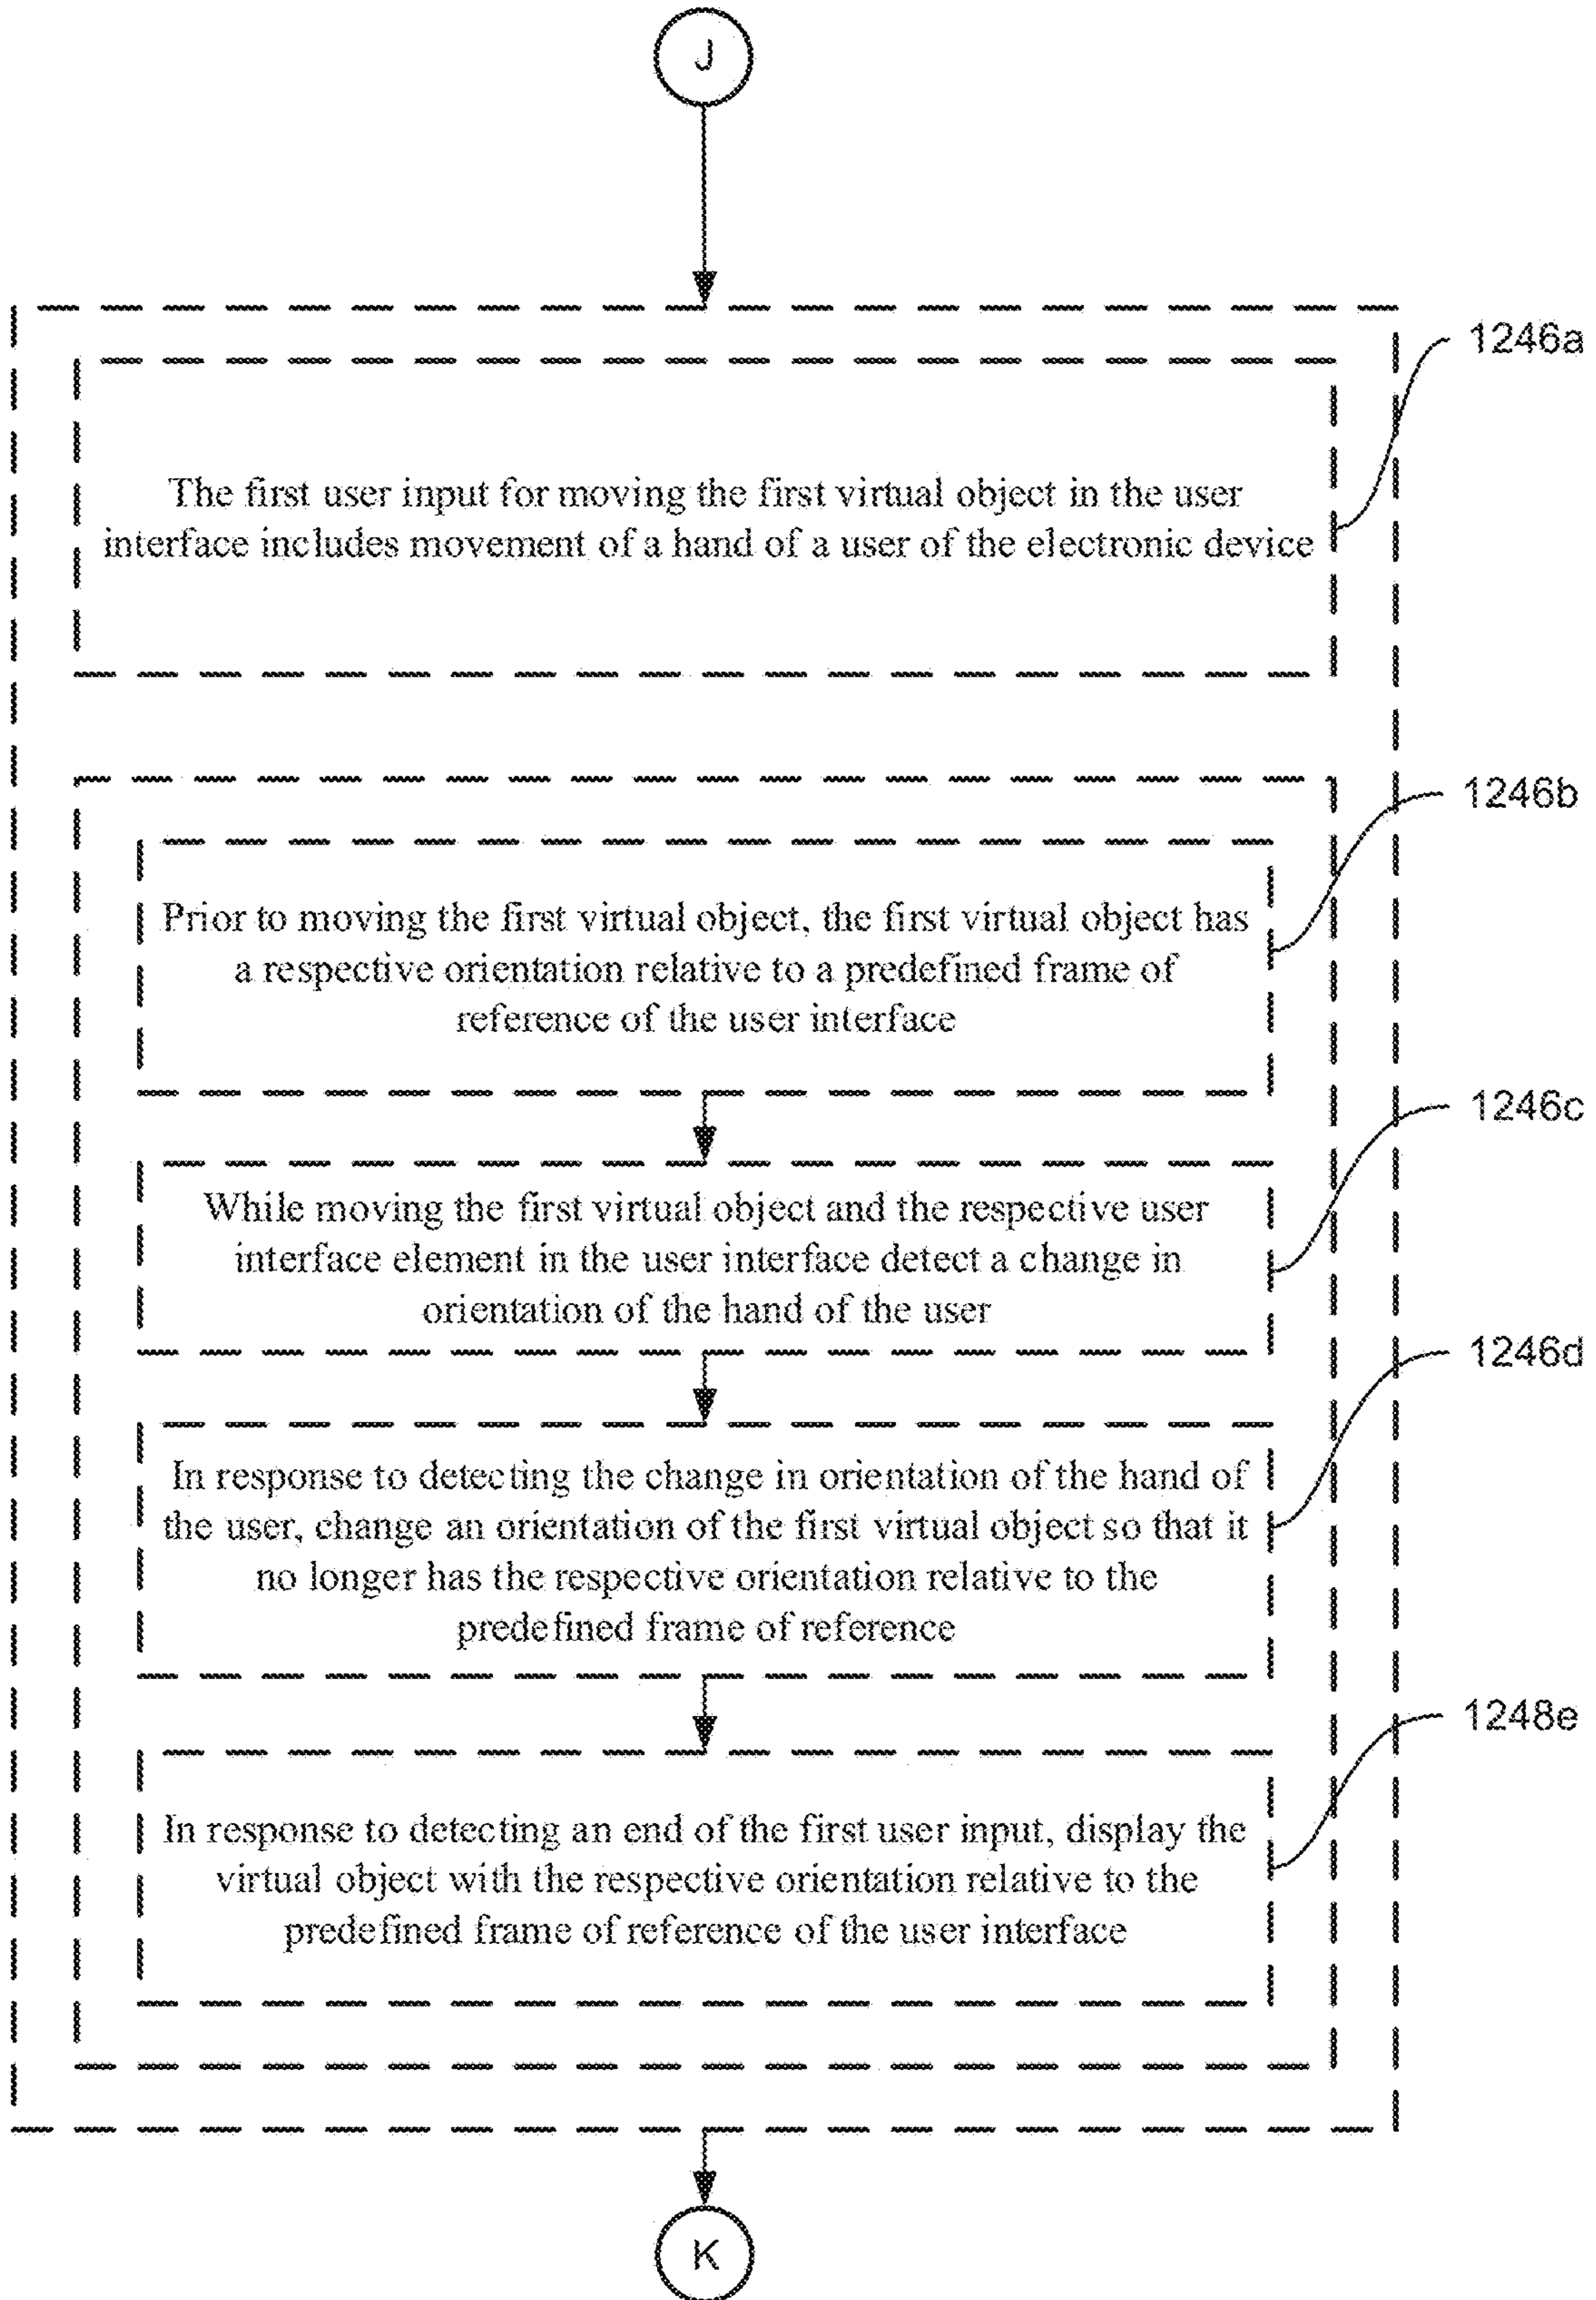 J
1246a
The first user input for moving the first virtual object in the user
interface includes movement of a hand of a user of the electronic device
1246b
Prior to moving the first virtual object, the first virtual object has
a respective orientation relative to a predefined frame of
reference of the user interface
1246c
While moving the first virtual object and the respective user
interface element in the user interface detect a change in
orientation of the hand of the user
1246d
In response to detecting the change in orientation of the hand of
the user, change an orientation of the first virtual object so that it
no longer has the respective orientation relative to the
predefined frame of reference
1248e
In response to detecting an end of the first user input, display the
virtual object with the respective orientation relative to the
predefined frame of reference of the user interface
K